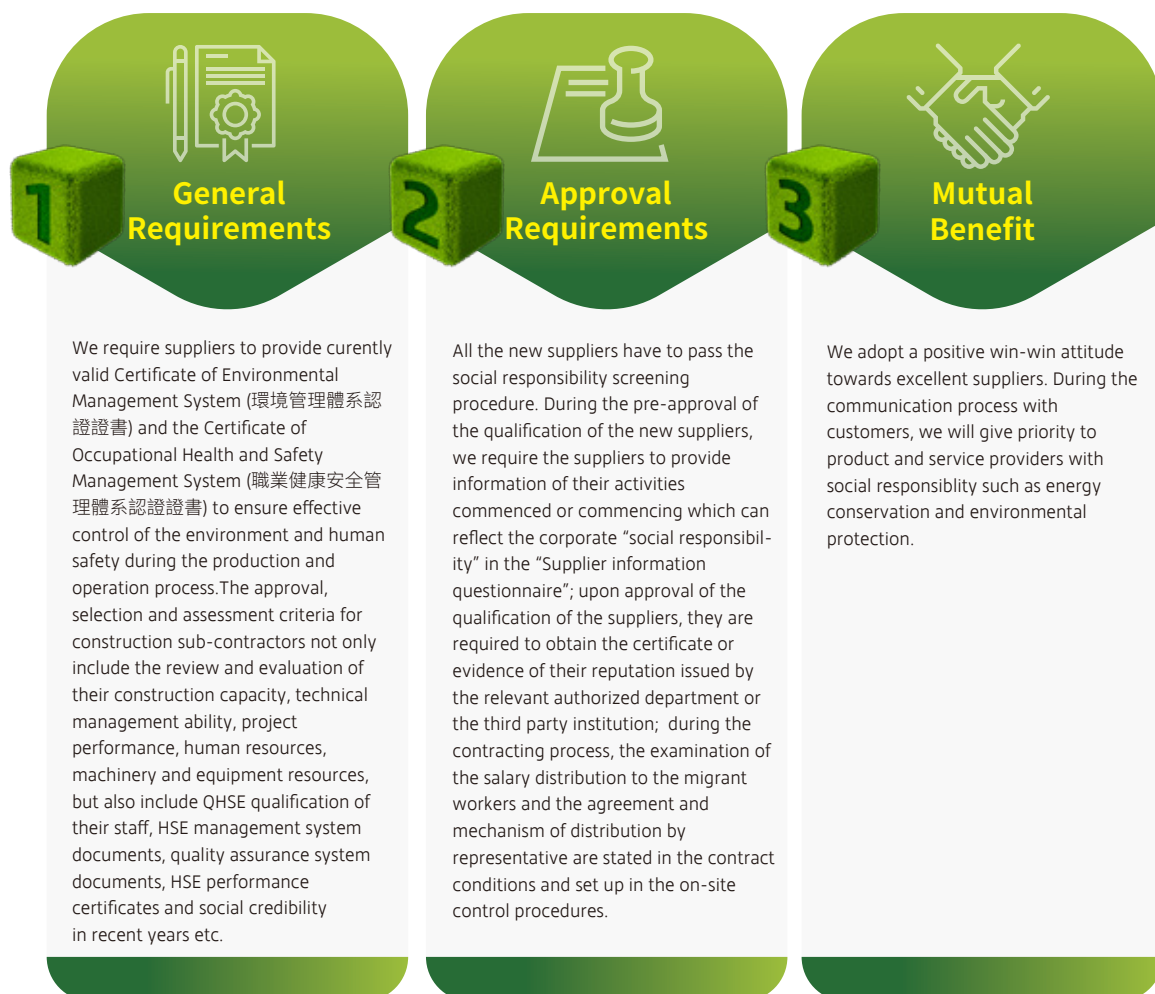 1
General
Requirements
We require suppliers to provide curently
valid Certificate of Environmental
Management System (環境管理體系認
證證書) and the Certificate of
Occupational Health and Safety
Management System (職業健康安全管
理體系認證證書) to ensure effective
control of the environment and human
safety during the production and
operation process.The approval,
selection and assessment criteria for
construction sub-contractors not only
include the review and evaluation of
their construction capacity, technical
management ability, project
performance, human resources,
machinery and equipment resources,
but also include QHSE qualification of
their staff, HSE management system
documents, quality assurance system
documents, HSE performance
certificates and social credibility
in recent years etc.
2
Approval
Requirements
All the new suppliers have to pass the
social responsibility screening
procedure. During the pre-approval of
the qualification of the new suppliers,
we require the suppliers to provide
information of their activities
commenced or commencing which can
reflect the corporate “social responsibil-
ity” in the “Supplier information
questionnaire”; upon approval of the
qualification of the suppliers, they are
required to obtain the certificate or
evidence of their reputation issued by
the relevant authorized department or
the third party institution; during the
contracting process, the examination of
the salary distribution to the migrant
workers and the agreement and
mechanism of distribution by
representative are stated in the contract
conditions and set up in the on-site
control procedures.
3
Mutual
Benefit
We adopt a positive win-win attitude
towards excellent suppliers. During the
communication process with
customers, we will give priority to
product and service providers with
social responsiblity such as energy
conservation and environmental
protection.